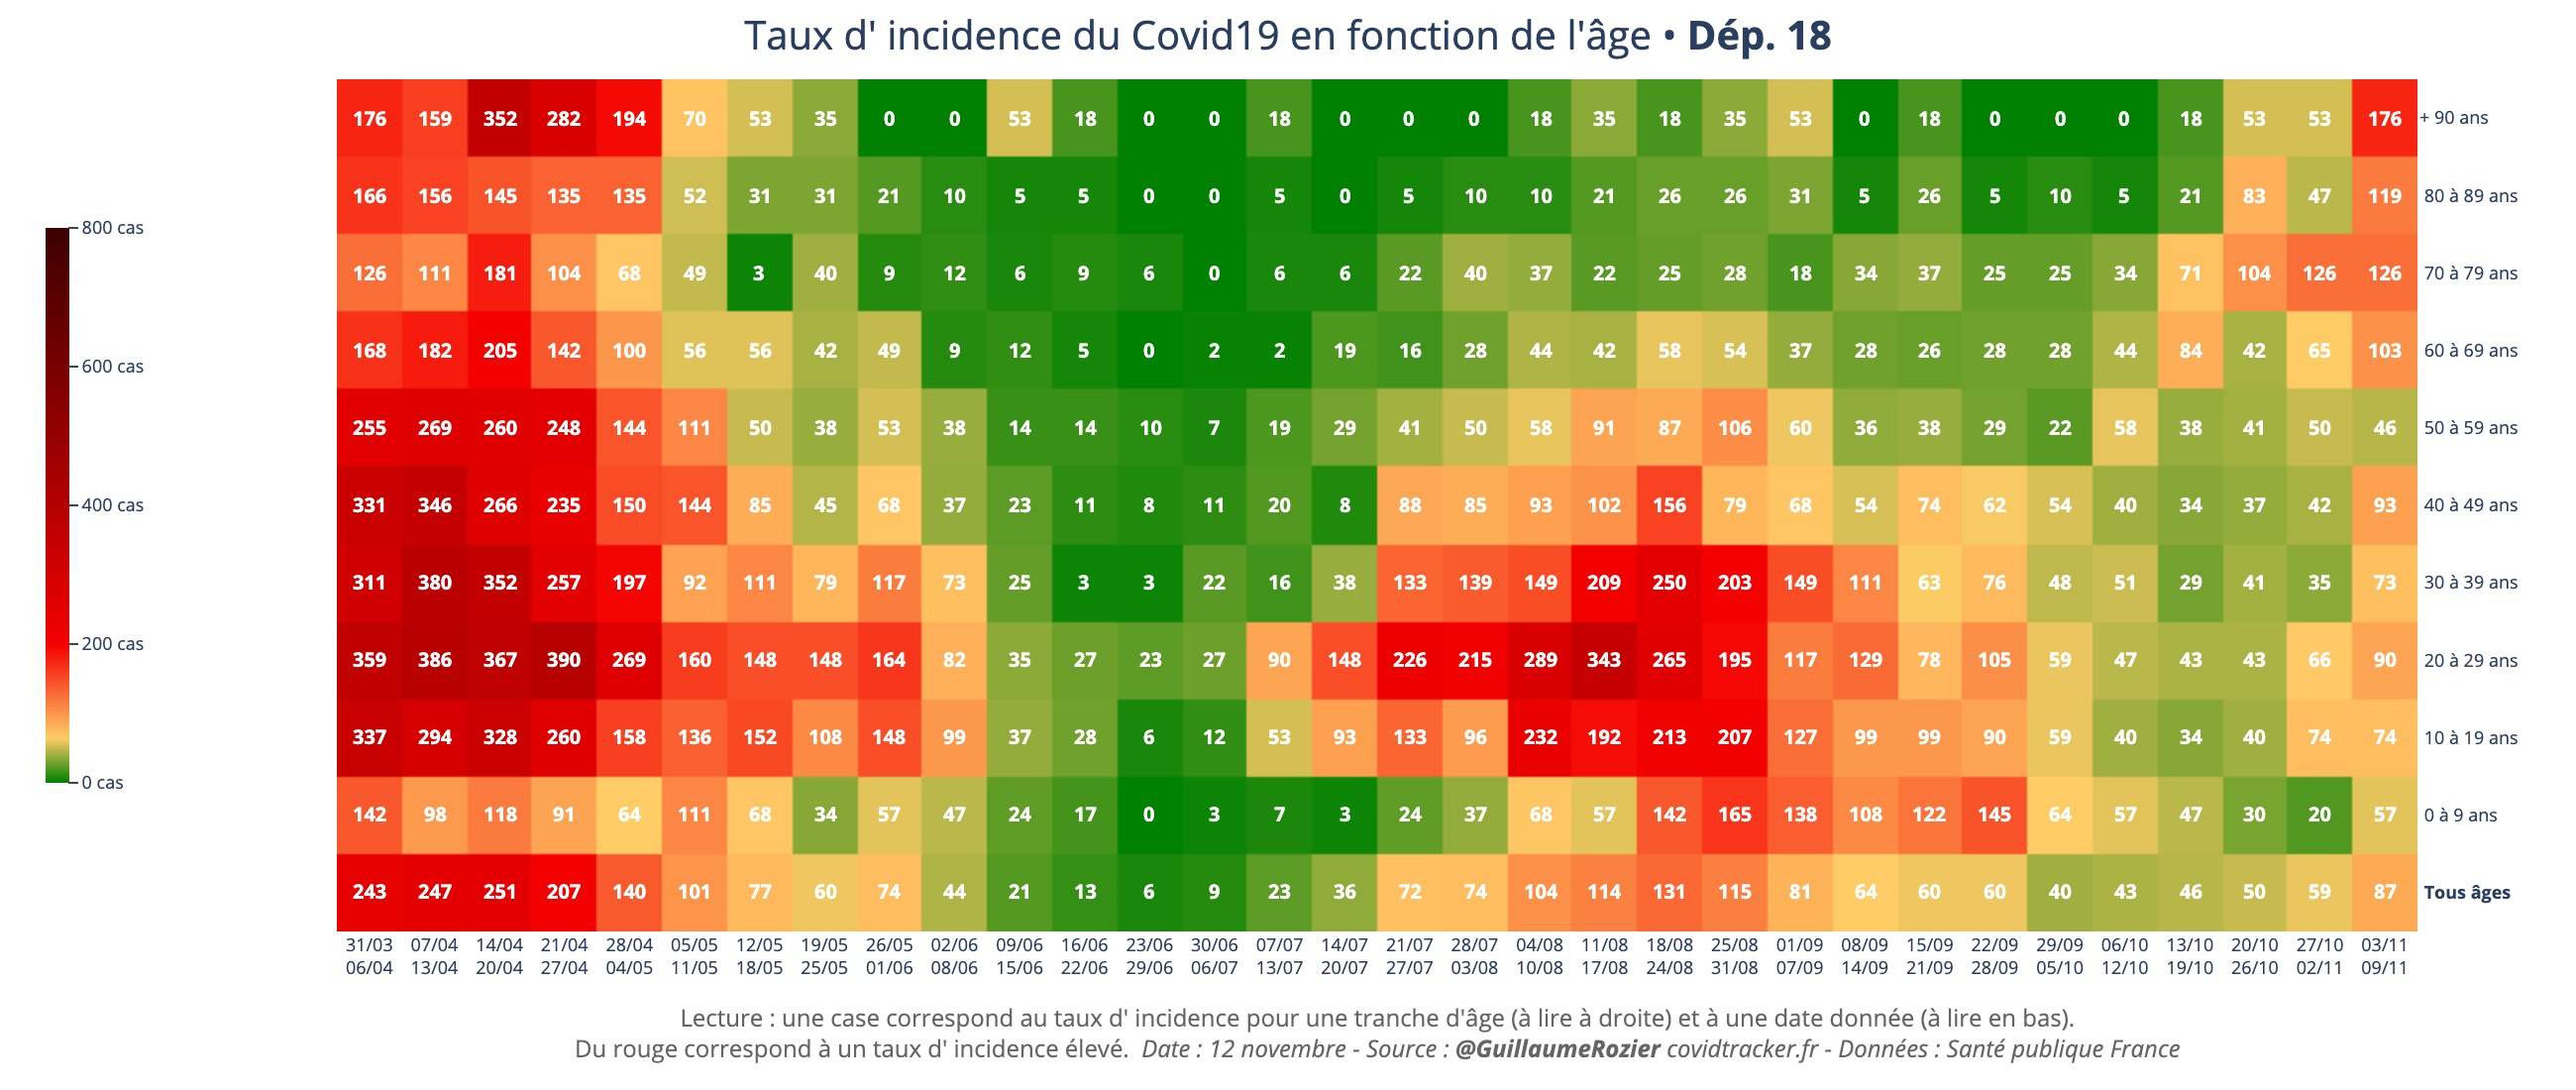 Taux d' incidence du Covid19 en fonction de l'âge • Dép. 18
176 159 352 282 194 70 53 35 0 0 53 18 0 0 18 0 0 0 18 35 18 35 53 0 18 0 0 0 18 53 53 176 + 90 ans
166 156 145 135 135 52 31 31 21 10 5 5 0 0 5 0 5 10 10 21 26 26 31 5 26 5 10 5 21 83 47 119 80 à 89 ans
800 cas
126 111 181 104 68 49 3 40 9 12 6 9 6 0 6 6 22 40 37 22 25 28 18 34 37 25 25 34 71 104 126 126 70 à 79 ans
168 182 205 142 100 56 56 42 49 9 12 5 0 2 2 19 16 28 44 42 58 54 37 28 26 28 28 44 84 42 65 103 60 à 69 ans
600 cas
255 269 260 248 144 111 50 38 53 38 14 14 10 7 19 29 41 50 58 91 87 106 60 36 38 29 22 58 38 41 50 46 50 à 59 ans
400 cas
331 346 266 235 150 144 85 45 68 37 23 11 8 11 20 8 88 85 93 102 156 79 68 54 74 62 54 40 34 37 42 93 40 à 49 ans
311 380 352 257 197 92 111 79 117 73 25 3 3 22 16 38 133 139 149 209 250 203 149 111 63 76 48 51 29 41 35 73 30 à 39 ans
200 cas
359 386 367 390 269 160 148 148 164 82 35 27 23 27 90 148 226 215 289 343 265 195 117 129 78 105 59 47 43 43 66 90 20 à 29 ans
337 294 328 260 158 136 152 108 148 99 37 28 6 12 53 93 133 96 232 192 213 207 127 99 99 90 59 40 34 40 74 74 10 à 19 ans
0 cas
142 98 118 91 64 111 68 34 57 47 24 17 0 3 7 3 24 37 68 57 142 165 138 108 122 145 64 57 47 30 20 57 0 à 9 ans
243 247 251 207 140 101 77 60 74 44 21 13 6 9 23 36 72 74 104 114 131 115 81 64 60 60 40 43 46 50 59 87 Tous âges
31/03 07/04 14/04 21/04 28/04 05/05 12/05 19/05 26/05 02/06 09/06 16/06 23/06 30/06 07/07 14/07 21/07 28/07 04/08 11/08 18/08 25/08 01/09 08/09 15/09 22/09 29/09 06/10 13/10 20/10 27/10 03/11
06/04 13/04 20/04 27/04 04/05 11/05 18/05 25/05 01/06 08/06 15/06 22/06 29/06 06/07 13/07 20/07 27/07 03/08 10/08 17/08 24/08 31/08 07/09 14/09 21/09 28/09 05/10 12/10 19/10 26/10 02/11 09/11
Lecture : une case correspond au taux d' incidence pour une tranche d'âge (à lire à droite) et à une date donnée (à lire en bas).
Du rouge correspond à un taux d' incidence élevé. Date : 12 novembre - Source : @GuillaumeRozier covidtracker.fr - Données : Santé publique France